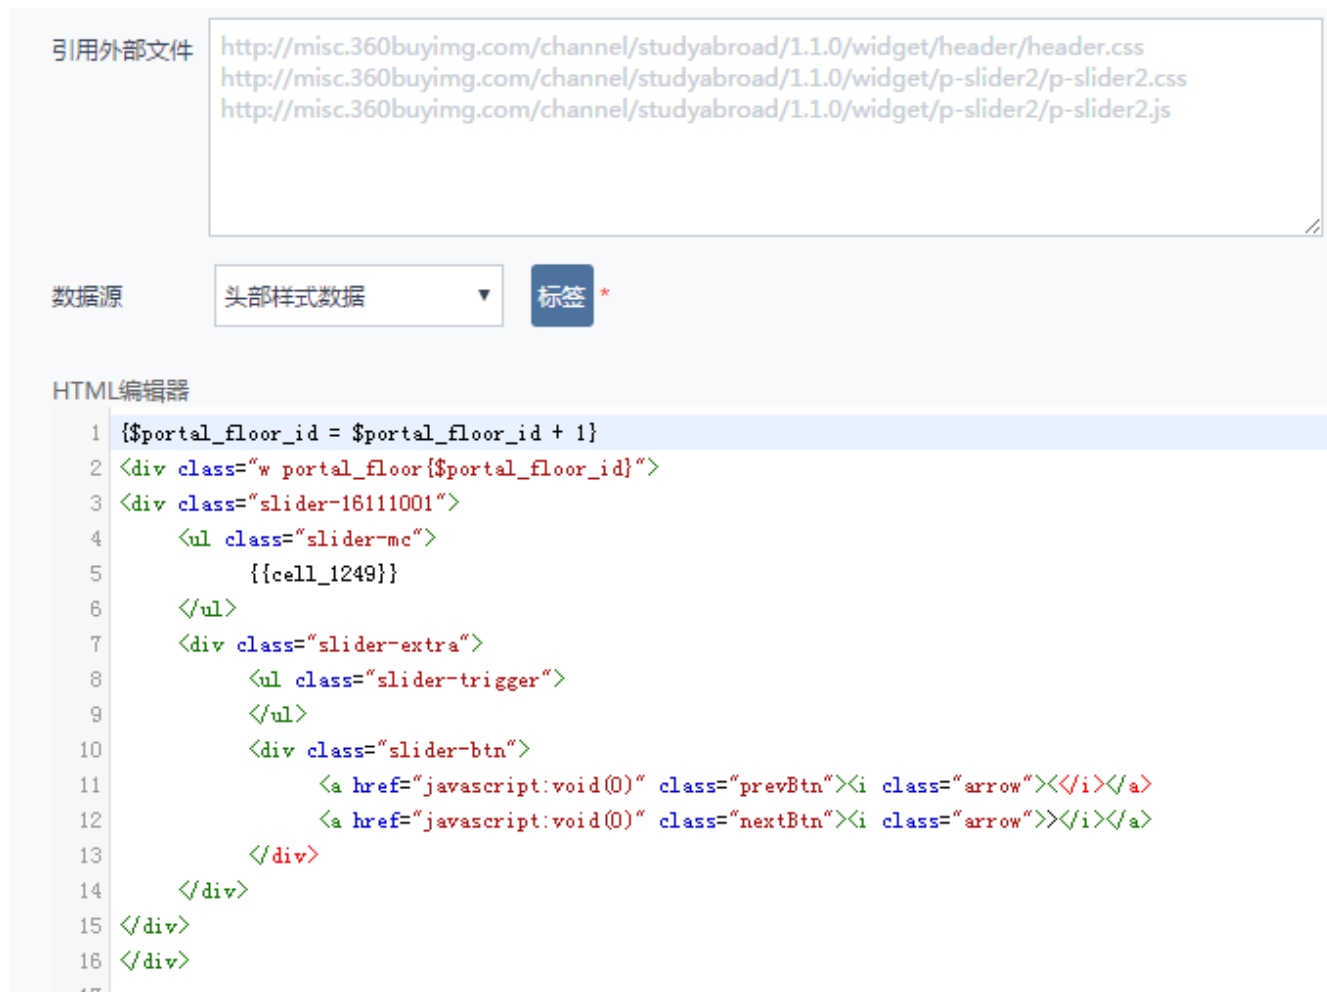 引用外部文件
http://misc.360buyimg.com/channel/studyabroad/1.1.0/widget/header/header.css
http://misc.360buyimg.com/channel/studyabroad/1.1.0/widget/p-slider2/p-slider2.css
http://misc.360buyimg.com/channel/studyabroad/1.1.0/widget/p-slider2/p-slider2.js
数据源 头部样式数据 ▼ 标签 *
HTML编辑器
1 {$portal_floor_id = $portal_floor_id + 1}
2 <div class="w portal_floor{$portal_floor_id}">
3 <div class="slider-16111001">
4 <ul class="slider-mc">
5 {{cell_1249}}
6 </ul>
7 <div class="slider-extra">
8 <ul class="slider-trigger">
9 </ul>
10 <div class="slider-btn">
11 <a href="javascript:void(0)" class="prevBtn"><i class="arrow"><</i></a>
12 <a href="javascript:void(0)" class="nextBtn"><i class="arrow">></i></a>
13 </div>
14 </div>
15 </div>
16 </div>
17